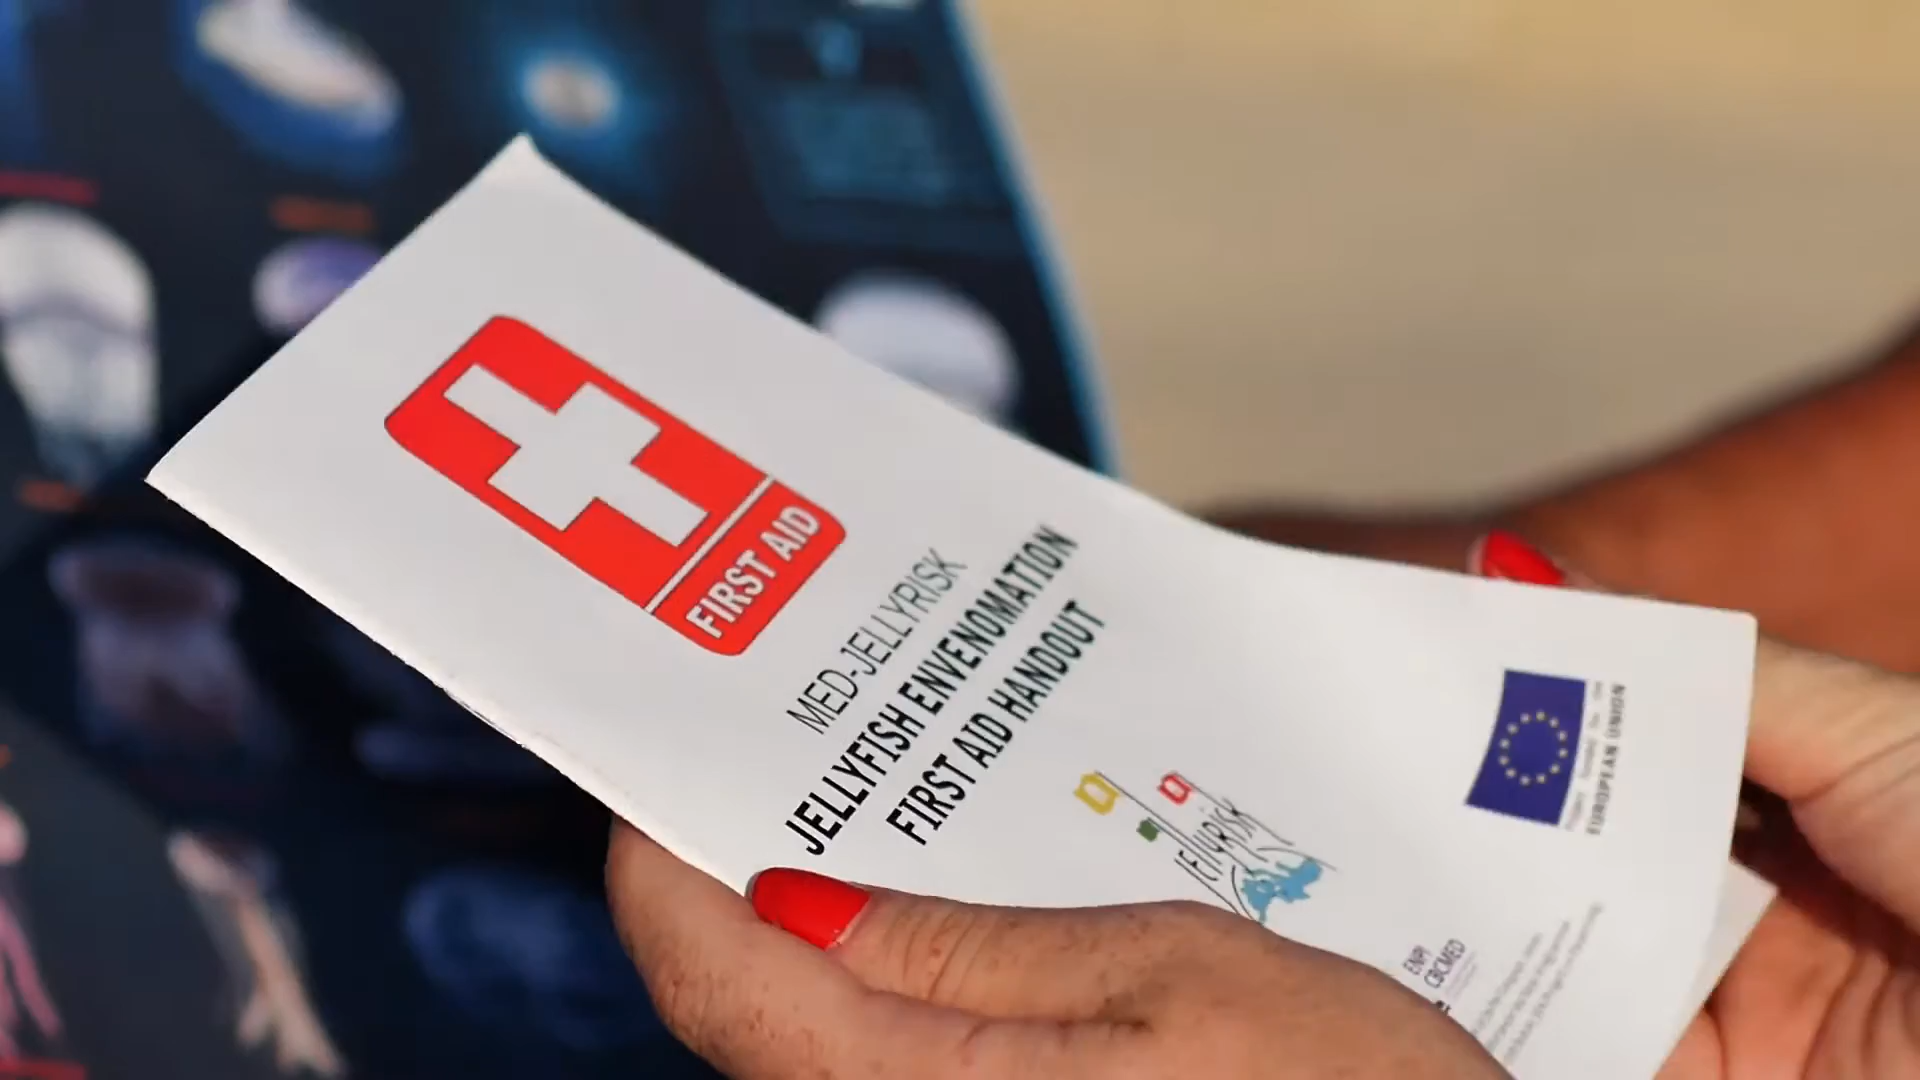 FIRST AID
MED-JELLYRISK
JELLYFISH ENVENOMATION
FIRST AID HANDOUT
JELLYRISK
EUROPEAN UNION
ENPI
CBCMED